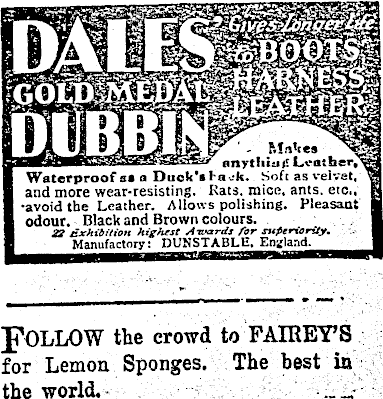 DALES
GOLD MEDAL
DUBBIN
Gives Longer Life
to BOOTS
HARNESS
LEATHER
Makes
anything Leather,
Waterproof as a Duck's back. Soft as velvet,
and more wear-resisting. Rats, mice, ants, etc.,
avoid the Leather. Allows polishing. Pleasant
odour. Black and Brown colours.
22 Exhibition highest Awards for superiority.
Manufactory: DUNSTABLE, England.
FOLLOW the crowd to FAIREY'S
for Lemon Sponges. The best in
the world.